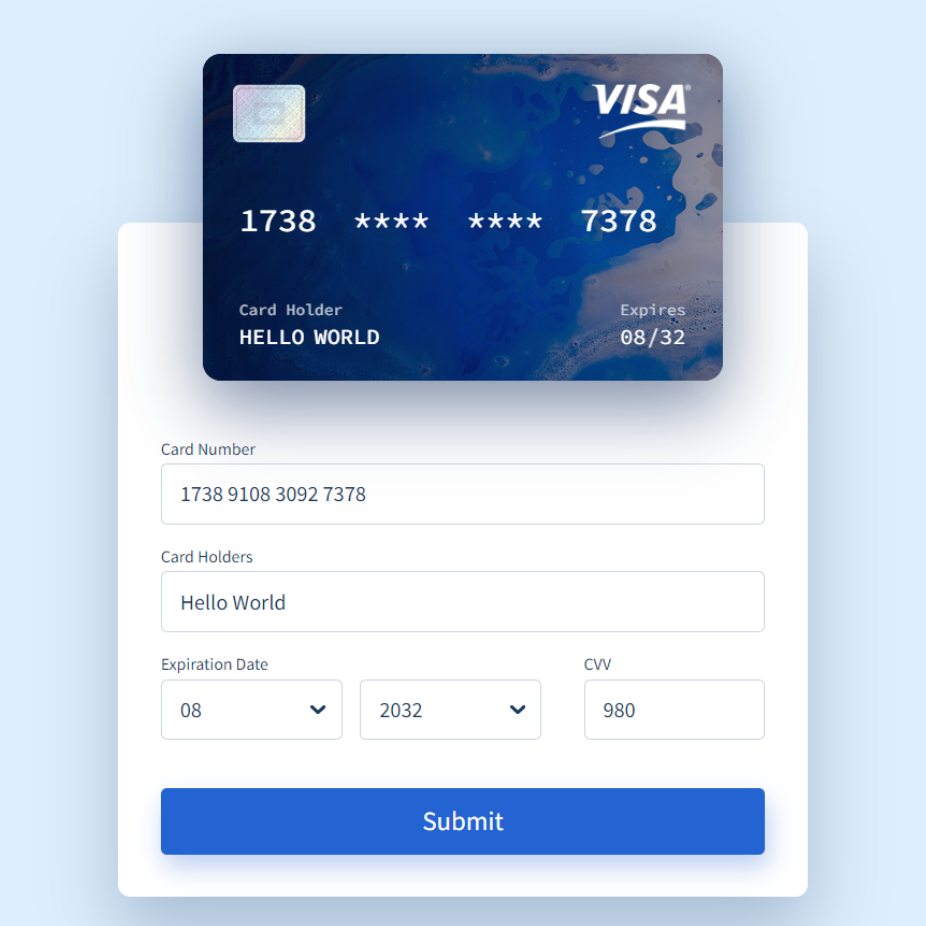 VISA
1738 **** **** 7378
Card Holder Expires
HELLO WORLD 08/32
Card Number
1738 9108 3092 7378
Card Holders
Hello World
Expiration Date CVV
08 2032 980
Submit